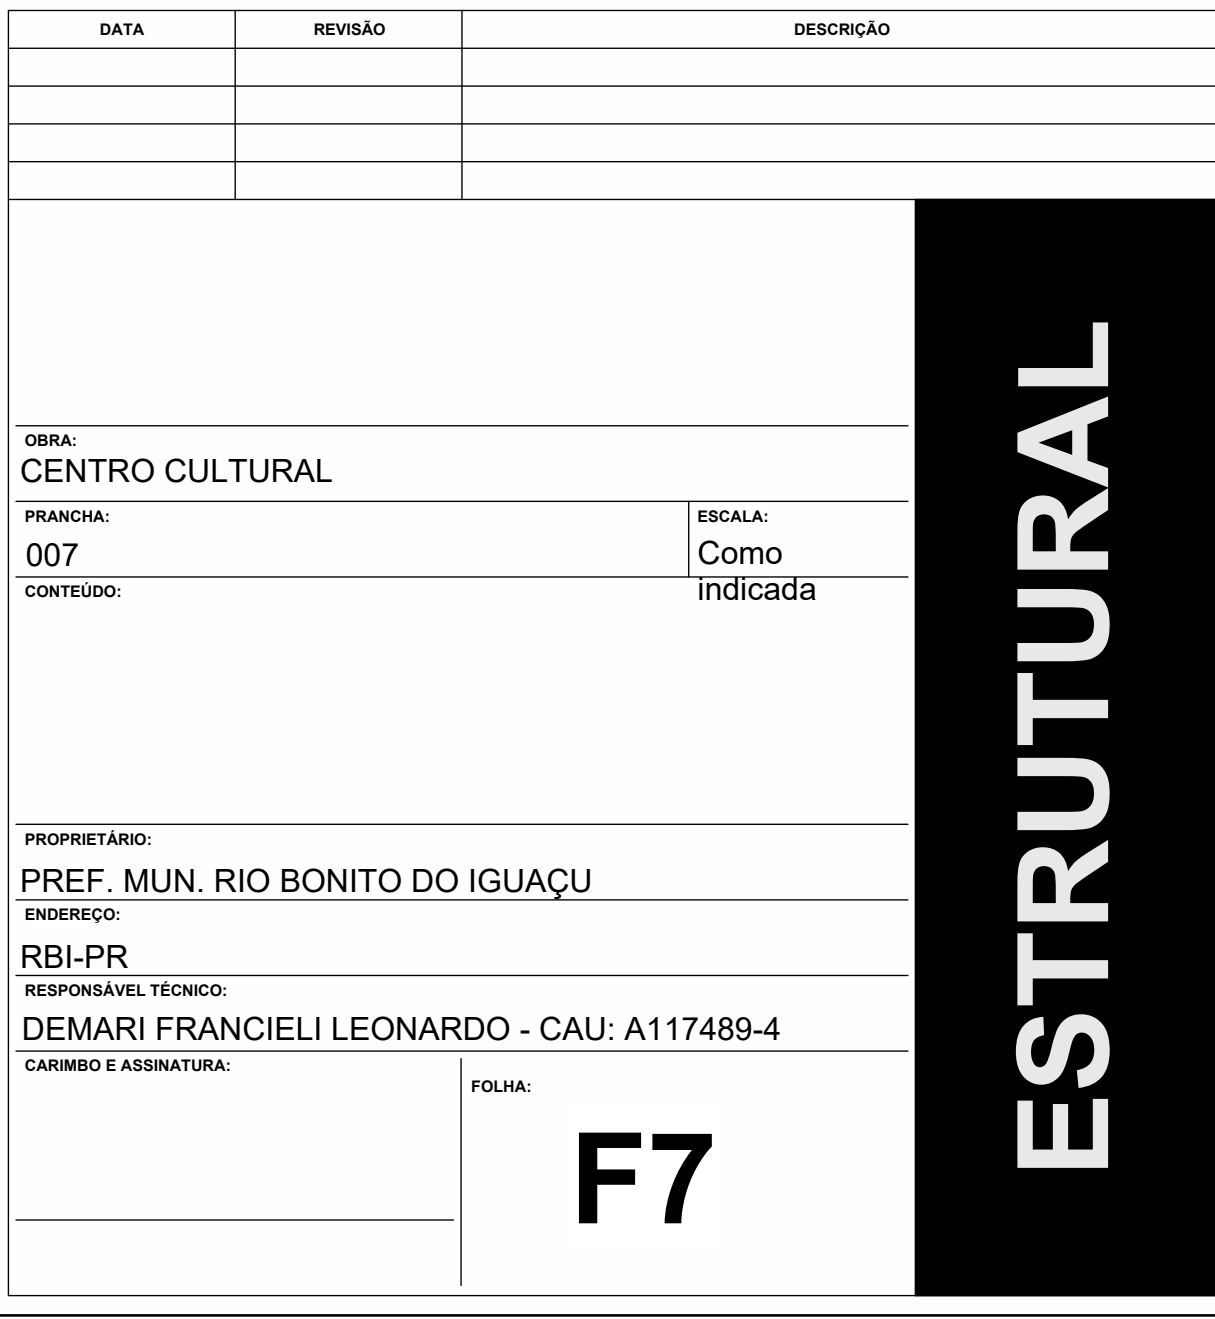 DATA REVISÃO DESCRIÇÃO
OBRA:
CENTRO CULTURAL
PRANCHA: ESCALA:
007 Como
indicada
CONTEÚDO:
PROPRIETÁRIO:
PREF. MUN. RIO BONITO DO IGUAÇU
ENDEREÇO:
RBI-PR
RESPONSÁVEL TÉCNICO:
DEMARI FRANCIELI LEONARDO - CAU: A117489-4
CARIMBO E ASSINATURA:
FOLHA:
F7
ESTRUTURAL